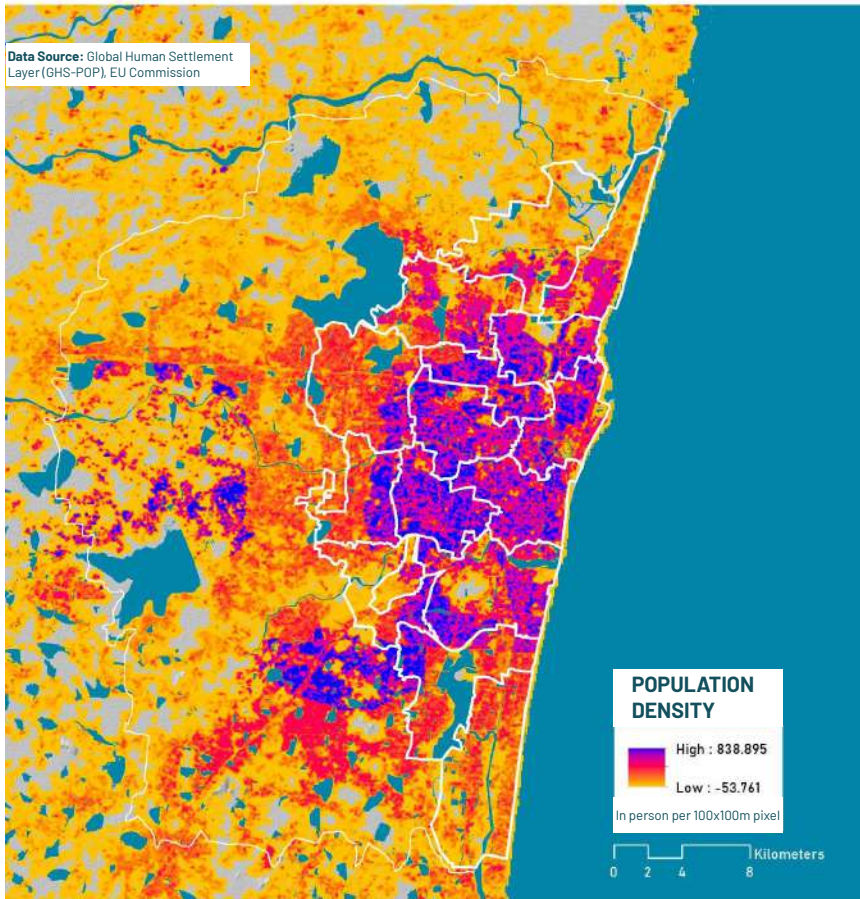 Data Source: Global Human Settlement
Layer (GHS-POP), EU Commission
POPULATION
DENSITY
High : 838.895
Low : -53.761
In person per 100x100m pixel
Kilometers
0 2 4 8